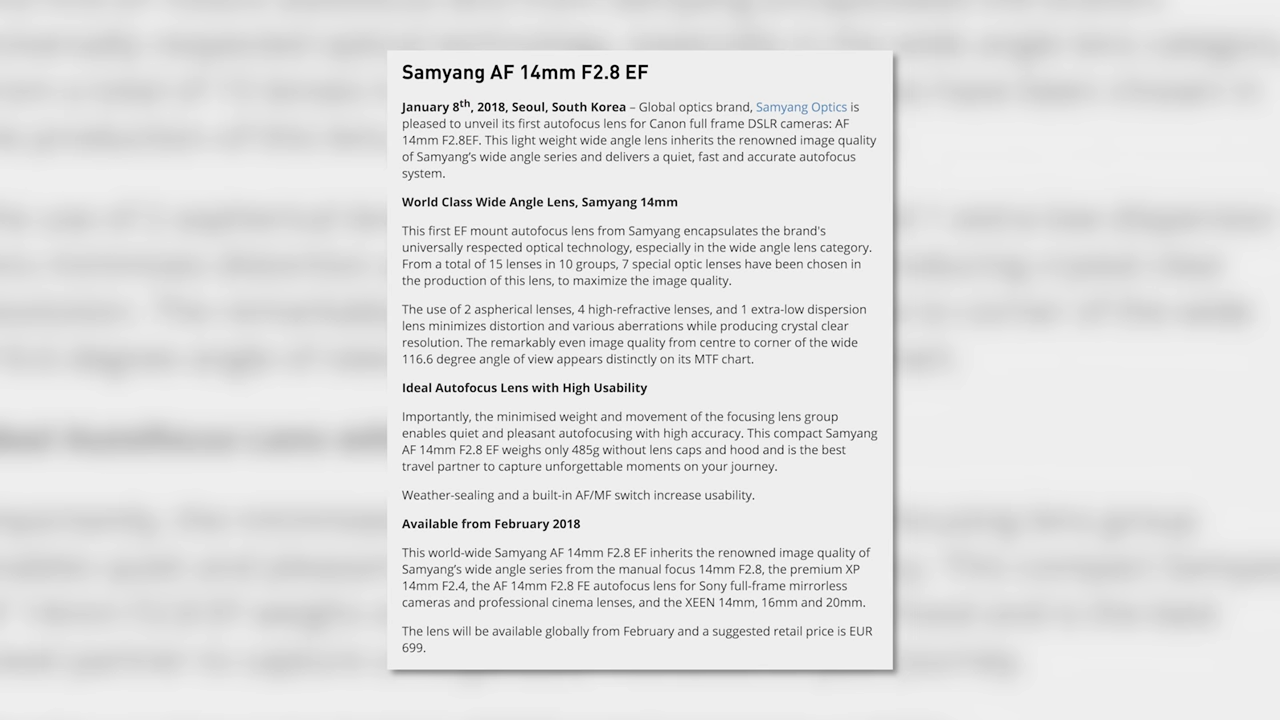 Samyang AF 14mm F2.8 EF
January 8th, 2018, Seoul, South Korea – Global optics brand, Samyang Optics is
pleased to unveil its first autofocus lens for Canon full frame DSLR cameras: AF
14mm F2.8EF. This light weight wide angle lens inherits the renowned image quality
of Samyang's wide angle series and delivers a quiet, fast and accurate autofocus
system.
World Class Wide Angle Lens, Samyang 14mm
This first EF mount autofocus lens from Samyang encapsulates the brand's
universally respected optical technology, especially in the wide angle lens category.
From a total of 15 lenses in 10 groups, 7 special optic lenses have been chosen in
the production of this lens, to maximize the image quality.
The use of 2 aspherical lenses, 4 high-refractive lenses, and 1 extra-low dispersion
lens minimizes distortion and various aberrations while producing crystal clear
resolution. The remarkably even image quality from centre to corner of the wide
116.6 degree angle of view appears distinctly on its MTF chart.
Ideal Autofocus Lens with High Usability
Importantly, the minimised weight and movement of the focusing lens group
enables quiet and pleasant autofocusing with high accuracy. This compact Samyang
AF 14mm F2.8 EF weighs only 485g without lens caps and hood and is the best
travel partner to capture unforgettable moments on your journey.
Weather-sealing and a built-in AF/MF switch increase usability.
Available from February 2018
This world-wide Samyang AF 14mm F2.8 EF inherits the renowned image quality of
Samyang's wide angle series from the manual focus 14mm F2.8, the premium XP
14mm F2.4, the AF 14mm F2.8 FE autofocus lens for Sony full-frame mirrorless
cameras and professional cinema lenses, and the XEEN 14mm, 16mm and 20mm.
The lens will be available globally from February and a suggested retail price is EUR
699.